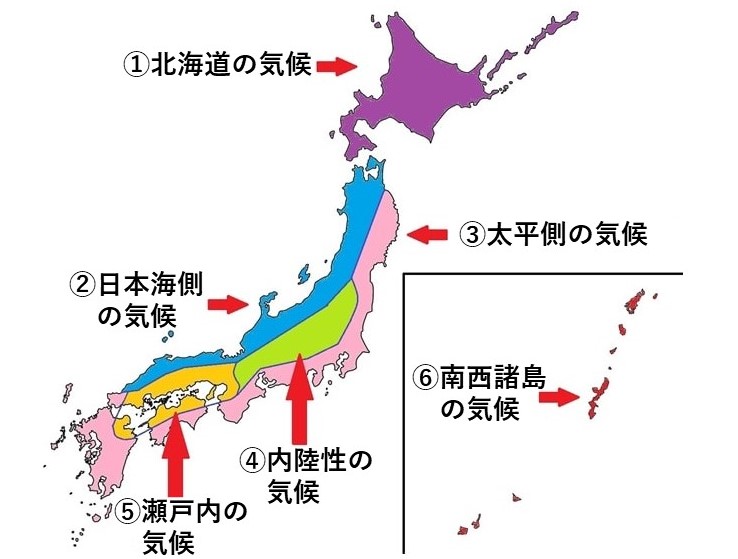 ①北海道の気候
③太平側の気候
②日本海側
の気候
⑥南西諸島
の気候
④内陸性の
気候
⑤瀬戸内の
気候